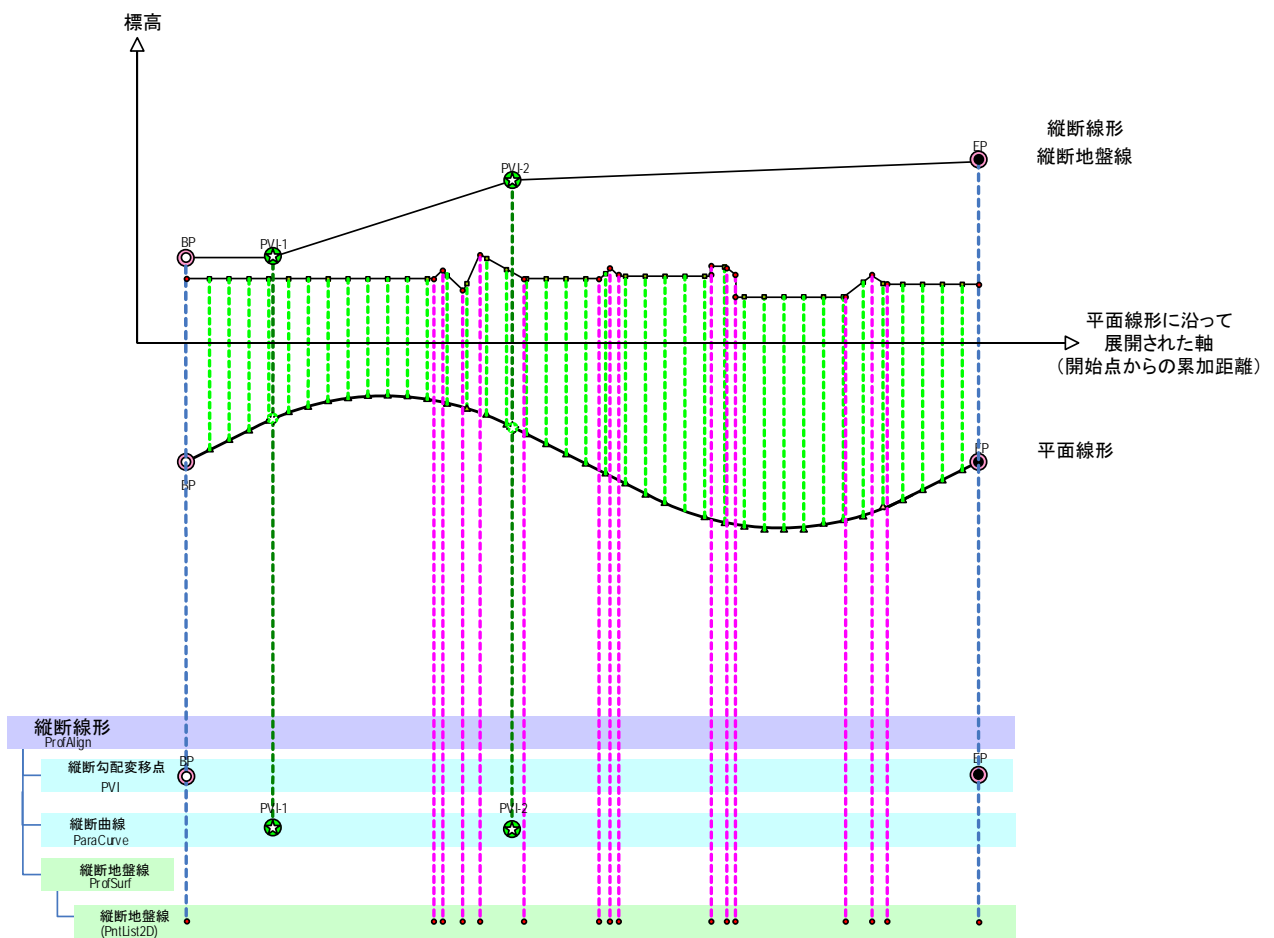 標高
縦断線形
縦断地盤線
EP
PVI-2
BP
PVI-1
平面線形に沿って
展開された軸
（開始点からの累加距離）
平面線形
EP
BP
縦断線形
ProfAlign
縦断勾配変移点
PVI
BP
EP
縦断曲線
ParaCurve
PVI-1
PVI-2
縦断地盤線
ProfSurf
縦断地盤線
(PntList2D)